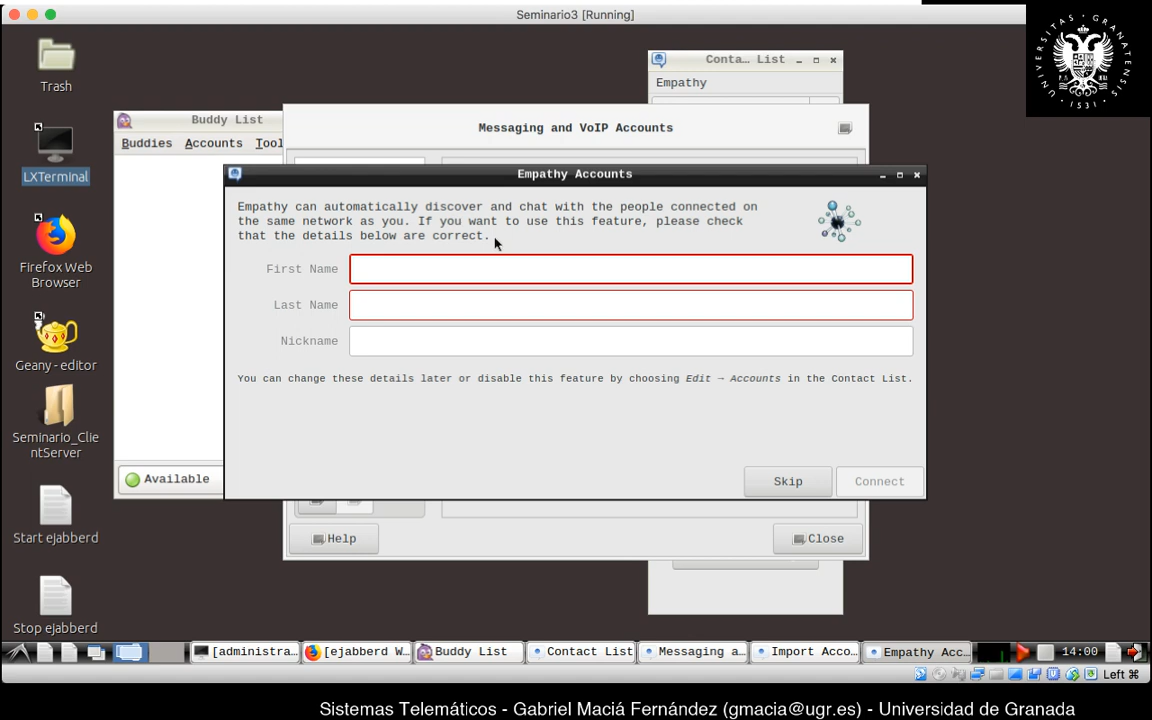 Seminario3 [Running]
UNIVERSITAS · GRANATENSIS
· 1531 ·
Trash
LXTerminal
Firefox Web
Browser
Geany - editor
Seminario_Clie
ntServer
Start ejabberd
Stop ejabberd
Buddy List
Buddies Accounts Tool
Available
Conta... List
Empathy
Messaging and VoIP Accounts
Empathy Accounts
Empathy can automatically discover and chat with the people connected on
the same network as you. If you want to use this feature, please check
that the details below are correct.
First Name
Last Name
Nickname
You can change these details later or disable this feature by choosing Edit → Accounts in the Contact List.
Skip Connect
Help Close
[administra... [ejabberd W... Buddy List Contact List Messaging a... Import Acco... Empathy Acc... 14:00
Left ⌘
Sistemas Telemáticos - Gabriel Maciá Fernández (gmacia@ugr.es) - Universidad de Granada